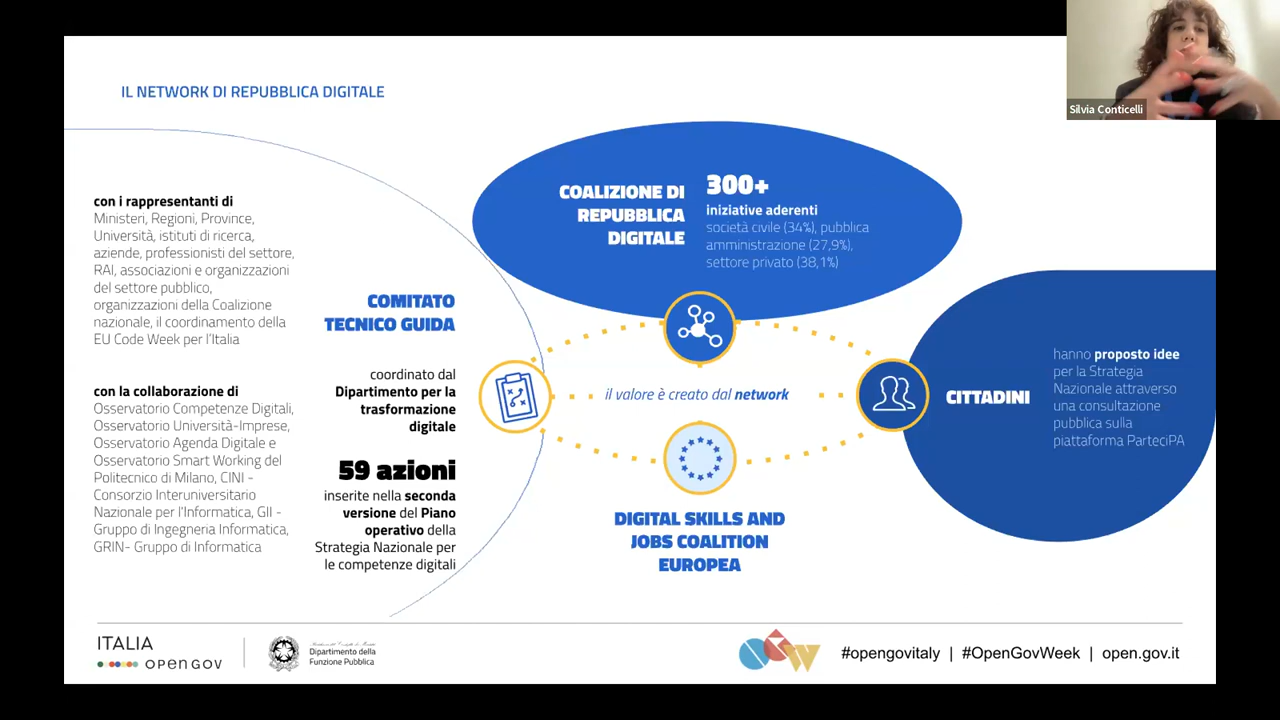 Silvia Conticelli
IL NETWORK DI REPUBBLICA DIGITALE
con i rappresentanti di
Ministeri, Regioni, Province,
Università, istituti di ricerca,
aziende, professionisti del settore,
RAI, associazioni e organizzazioni
del settore pubblico,
organizzazioni della Coalizione
nazionale, il coordinamento della
EU Code Week per l'Italia
con la collaborazione di
Osservatorio Competenze Digitali,
Osservatorio Università-Imprese,
Osservatorio Agenda Digitale e
Osservatorio Smart Working del
Politecnico di Milano, CINI -
Consorzio Interuniversitario
Nazionale per l'Informatica, GII -
Gruppo di Ingegneria Informatica,
GRIN- Gruppo di Informatica
COMITATO
TECNICO GUIDA
coordinato dal
Dipartimento per la
trasformazione
digitale
59 azioni
inserite nella seconda
versione del Piano
operativo della
Strategia Nazionale per
le competenze digitali
COALIZIONE DI
REPUBBLICA
DIGITALE
300+
iniziative aderenti
società civile (34%), pubblica
amministrazione (27,9%),
settore privato (38,1%)
il valore è creato dal network
DIGITAL SKILLS AND
JOBS COALITION
EUROPEA
CITTADINI
hanno proposto idee
per la Strategia
Nazionale attraverso
una consultazione
pubblica sulla
piattaforma ParteciPA
ITALIA
OPEN GOV
Dipartimento della
Funzione Pubblica
#opengovitaly | #OpenGovWeek | open.gov.it